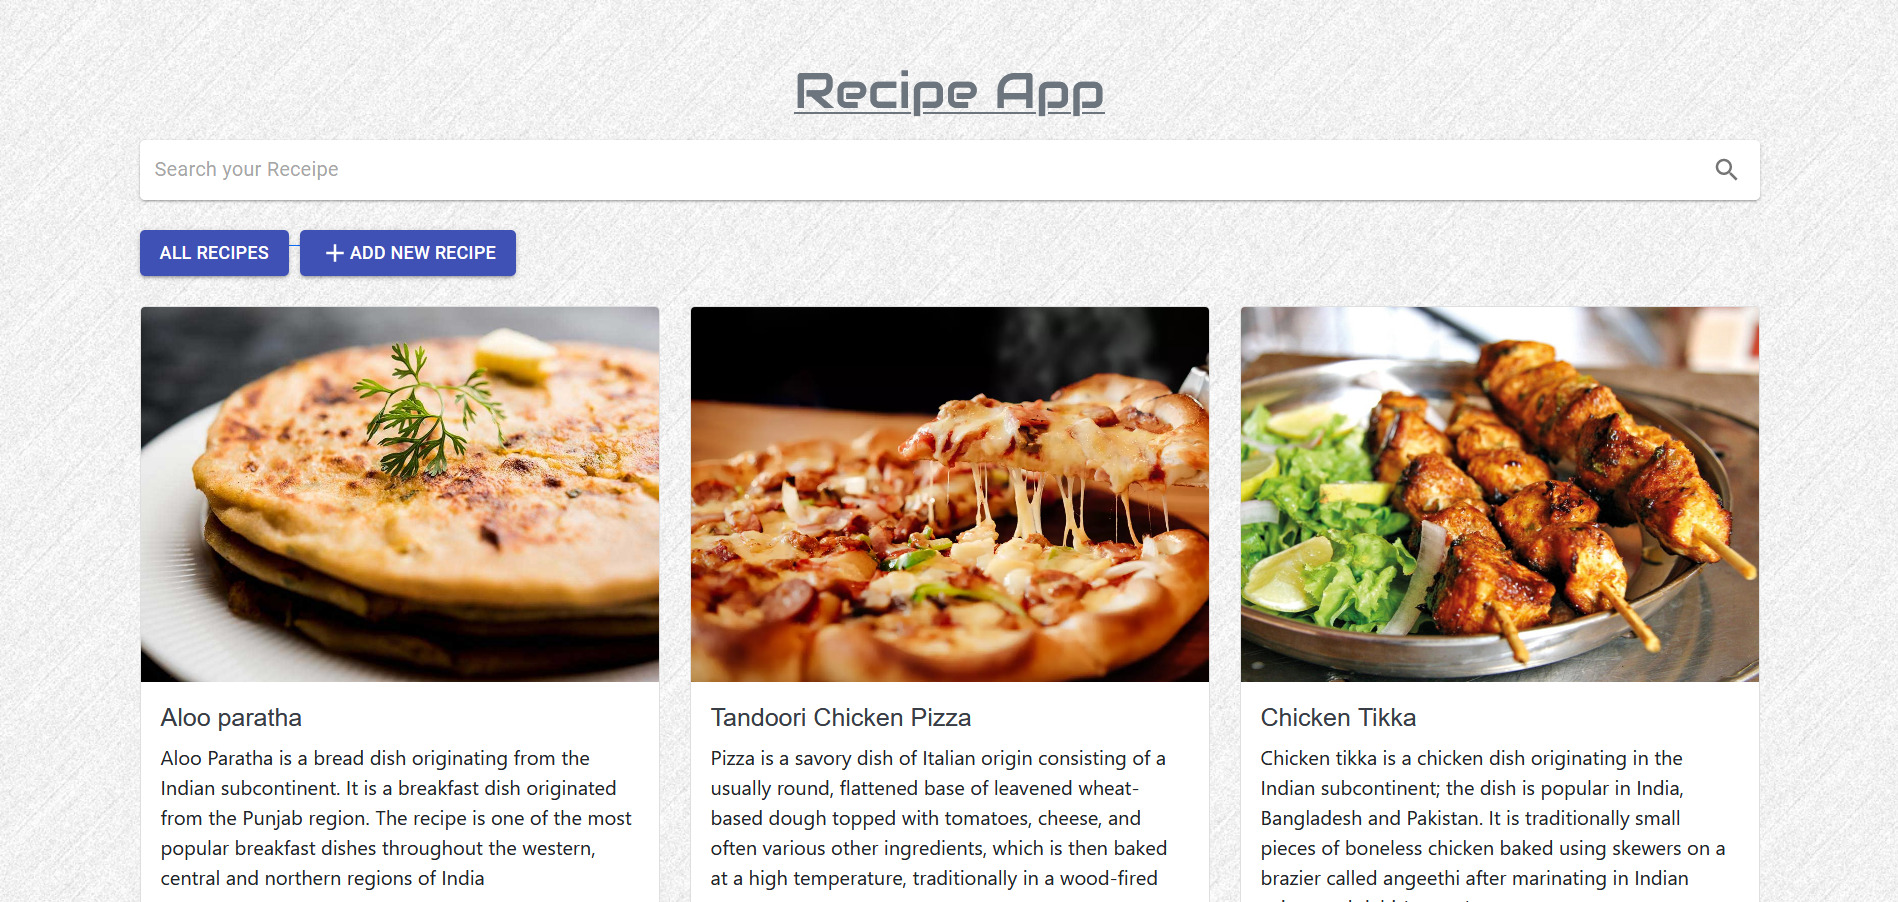 Recipe App
Search your Receipe
ALL RECIPES
ADD NEW RECIPE
Aloo paratha
Aloo Paratha is a bread dish originating from the
Indian subcontinent. It is a breakfast dish originated
from the Punjab region. The recipe is one of the most
popular breakfast dishes throughout the western,
central and northern regions of India
Tandoori Chicken Pizza
Pizza is a savory dish of Italian origin consisting of a
usually round, flattened base of leavened wheat-
based dough topped with tomatoes, cheese, and
often various other ingredients, which is then baked
at a high temperature, traditionally in a wood-fired
Chicken Tikka
Chicken tikka is a chicken dish originating in the
Indian subcontinent; the dish is popular in India,
Bangladesh and Pakistan. It is traditionally small
pieces of boneless chicken baked using skewers on a
brazier called angeethi after marinating in Indian